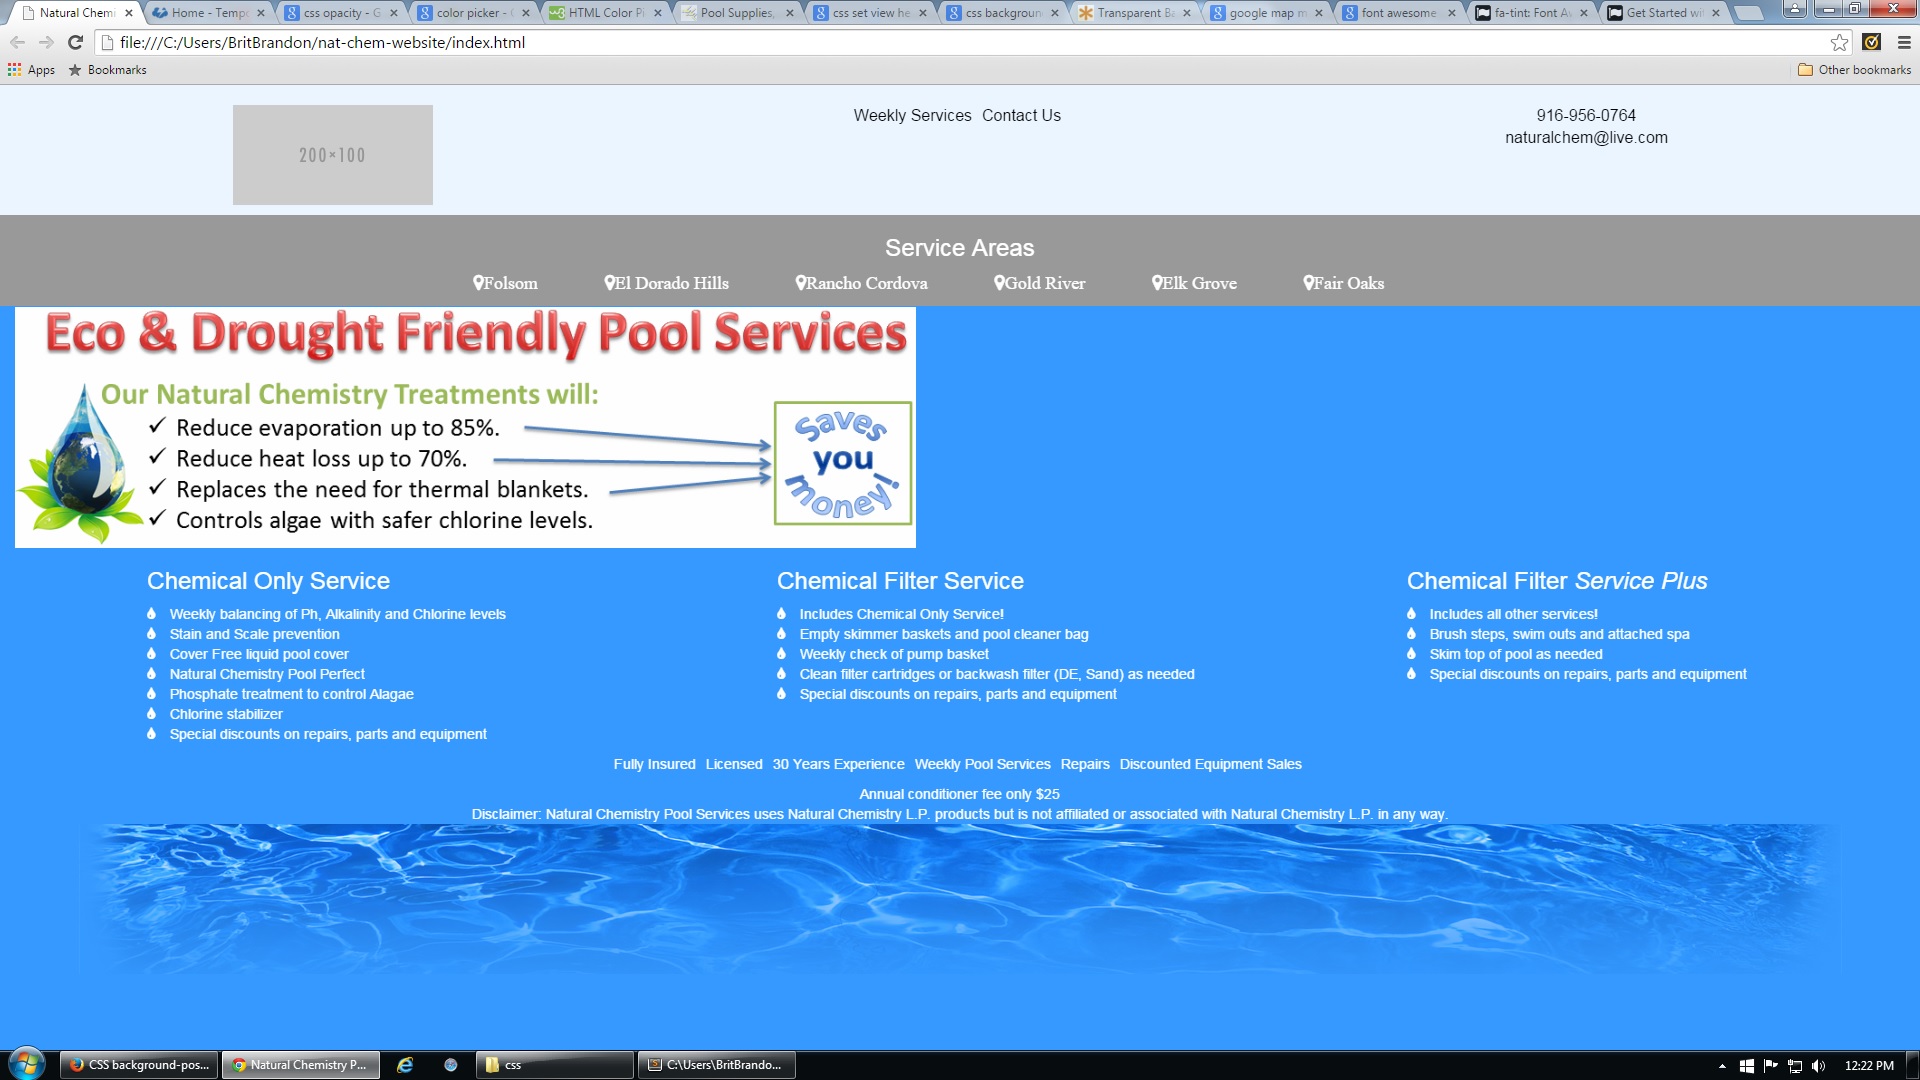 Natural Chemi
Home - Temp
css opacity - G
color picker -
HTML Color Pi
Pool Supplies,
css set view he
css backgroun
Transparent Ba
google map m
font awesome
fa-tint: Font Aw
Get Started wi
file:///C:/Users/BritBrandon/nat-chem-website/index.html
Apps Bookmarks Other bookmarks
200×100
Weekly Services Contact Us
916-956-0764
naturalchem@live.com
Service Areas
Folsom El Dorado Hills Rancho Cordova Gold River Elk Grove Fair Oaks
Eco & Drought Friendly Pool Services
Our Natural Chemistry Treatments will:
✓ Reduce evaporation up to 85%.
✓ Reduce heat loss up to 70%.
✓ Replaces the need for thermal blankets.
✓ Controls algae with safer chlorine levels.
Saves
you
money!
Chemical Only Service
Weekly balancing of Ph, Alkalinity and Chlorine levels
Stain and Scale prevention
Cover Free liquid pool cover
Natural Chemistry Pool Perfect
Phosphate treatment to control Alagae
Chlorine stabilizer
Special discounts on repairs, parts and equipment
Chemical Filter Service
Includes Chemical Only Service!
Empty skimmer baskets and pool cleaner bag
Weekly check of pump basket
Clean filter cartridges or backwash filter (DE, Sand) as needed
Special discounts on repairs, parts and equipment
Chemical Filter Service Plus
Includes all other services!
Brush steps, swim outs and attached spa
Skim top of pool as needed
Special discounts on repairs, parts and equipment
Fully Insured Licensed 30 Years Experience Weekly Pool Services Repairs Discounted Equipment Sales
Annual conditioner fee only $25
Disclaimer: Natural Chemistry Pool Services uses Natural Chemistry L.P. products but is not affiliated or associated with Natural Chemistry L.P. in any way.
CSS background-pos...
Natural Chemistry P...
css
C:\Users\BritBrando...
12:22 PM